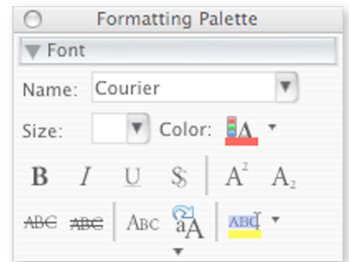 Formatting Palette
Font
Name: Courier
Size: Color: A
B I U S A² A₂
ABC ABC ABC aA ABC